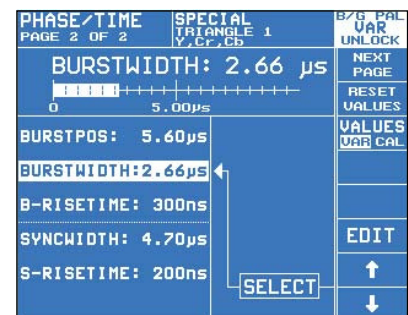 PHASE/TIME
PAGE 2 OF 2
SPECIAL
TRIANGLE 1
Y,Cr,Cb
B/G PAL
VAR
UNLOCK
BURSTWIDTH: 2.66 µs
0 5.00µs
NEXT
PAGE
RESET
VALUES
VALUES
VAR CAL
BURSTPOS: 5.60µs
BURSTWIDTH:2.66µs
B-RISETIME: 300ns
SYNCWIDTH: 4.70µs
S-RISETIME: 200ns
SELECT
EDIT